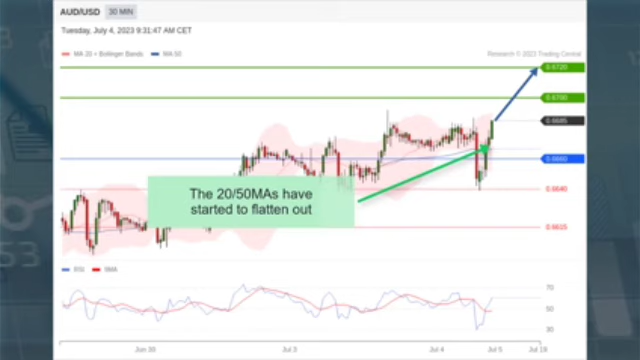 AUD/USD 30 MIN
Tuesday, July 4, 2023 9:31:47 AM CET
MA 20 + Bollinger Bands MA 50
Research © 2023 Trading Central
0.6720
0.6700
0.6685
0.6660
The 20/50MAs have
started to flatten out
0.6640
0.6615
RSI 9MA
70
50
30
Jun 30 Jul 3 Jul 4 Jul 5
53